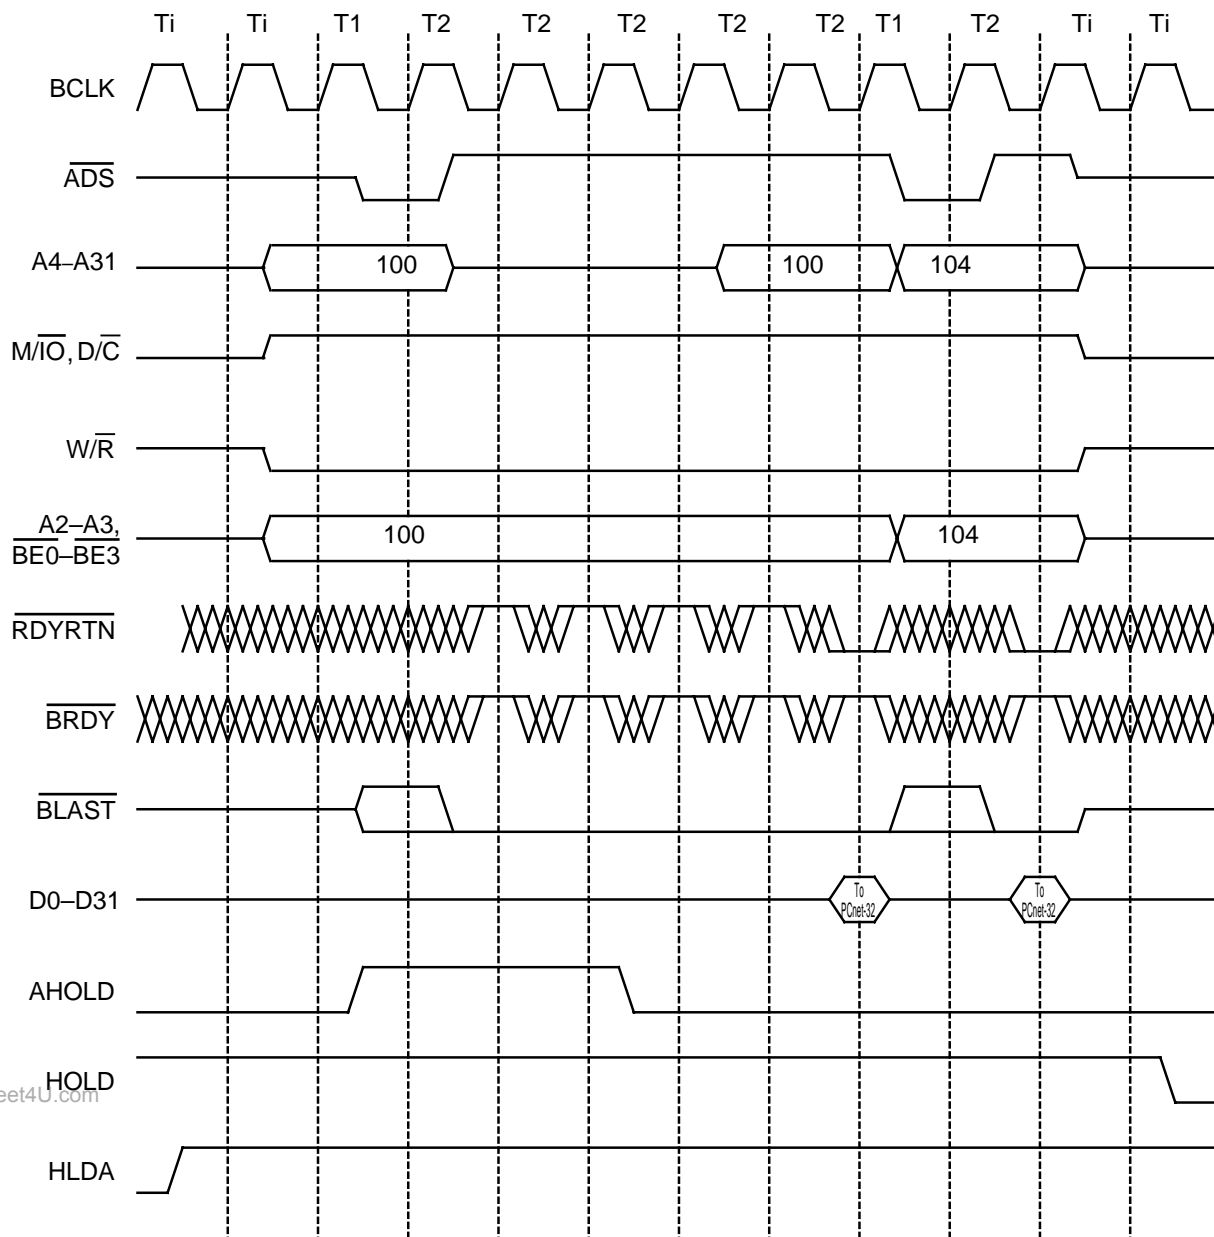 Ti Ti T1 T2 T2 T2 T2 T2 T1 T2 Ti Ti
BCLK
ADS
A4–A31 100 100 104
M/IO, D/C
W/R
A2–A3,
BE0–BE3 100 104
RDYRTN
BRDY
BLAST
D0–D31 To PCnet-32 To PCnet-32
AHOLD
HOLD
eet4U.com
HLDA